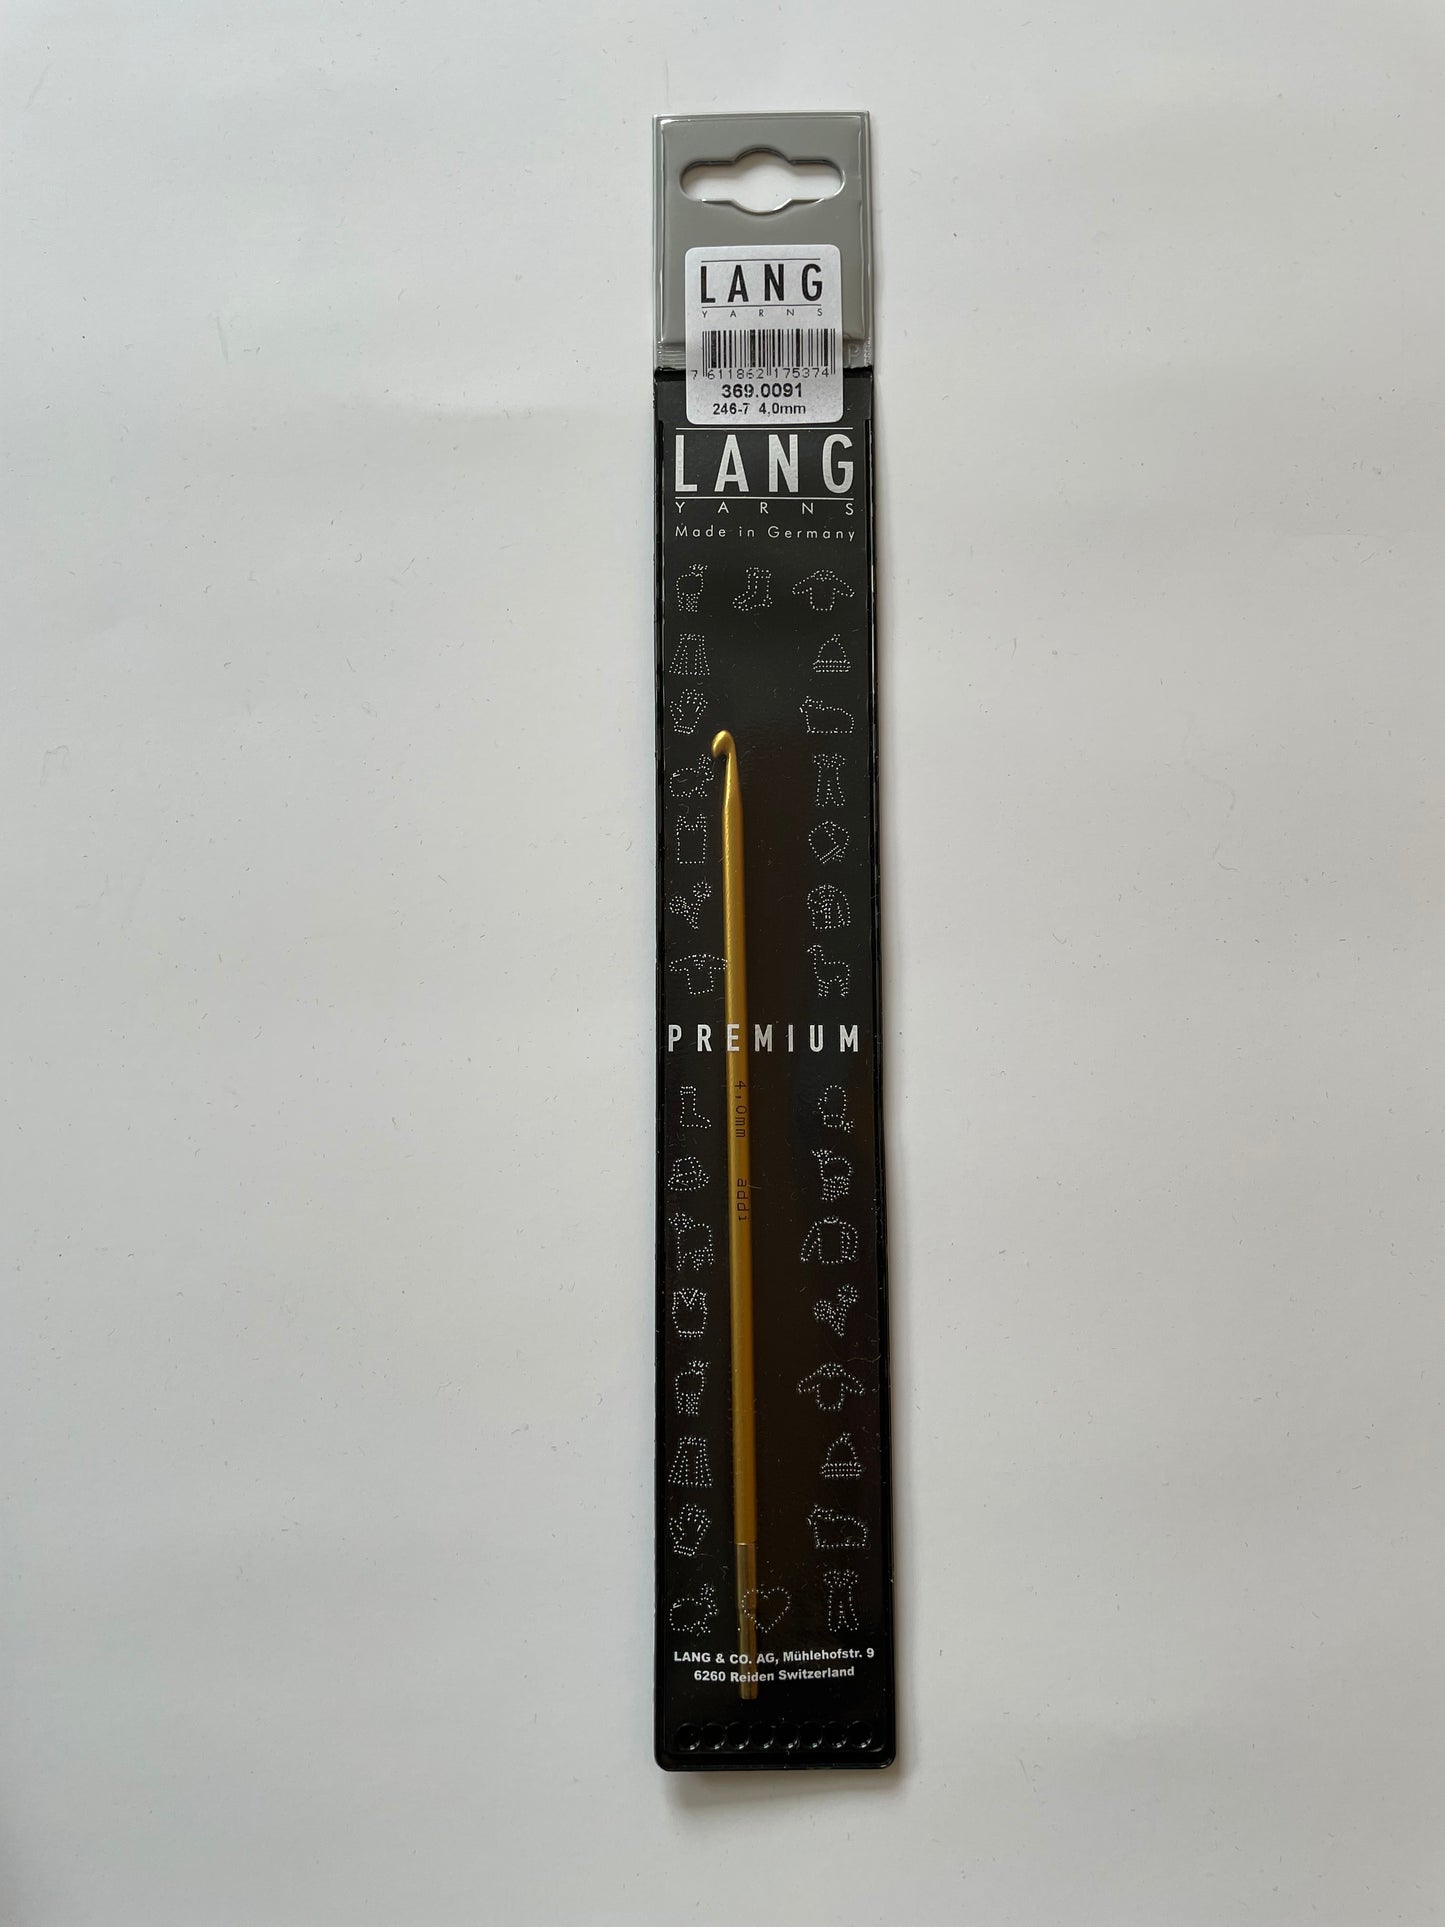 LANG
YARNS
7 611862 175374
369.0091
246-7 4,0mm
LANG
YARNS
Made in Germany
PREMIUM
4,0mm addi
LANG & CO. AG, Mühlehofstr. 9
6260 Reiden Switzerland